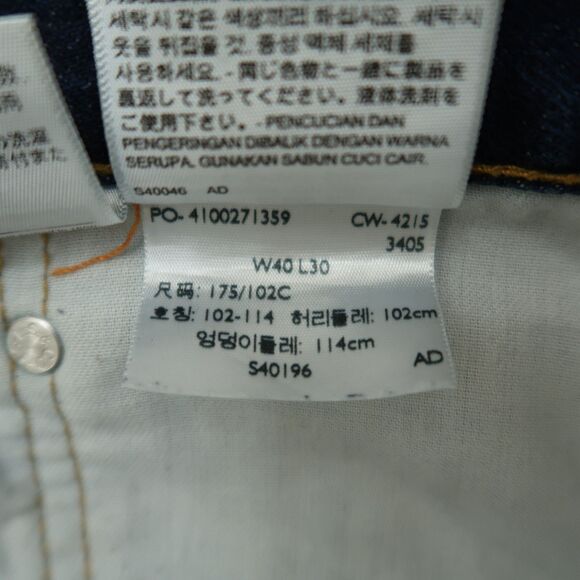 세탁시 같은 색상끼리 하십시오. 세탁시
옷을 뒤집을 것. 중성 액체 세제를
사용하세요. - 同じ色物と一緒に製品を
裏返して洗ってください。液体洗剤を
ご使用下さい。- PENCUCIAN DAN
PENGERINGAN DIBALIK DENGAN WARNA
SERUPA. GUNAKAN SABUN CUCI CAIR.
S40046 AD
PO- 4100271359 CW- 4215
3405
W40 L30
尺码: 175/102C
호칭: 102-114 허리둘레: 102cm
엉덩이둘레: 114cm
S40196 AD